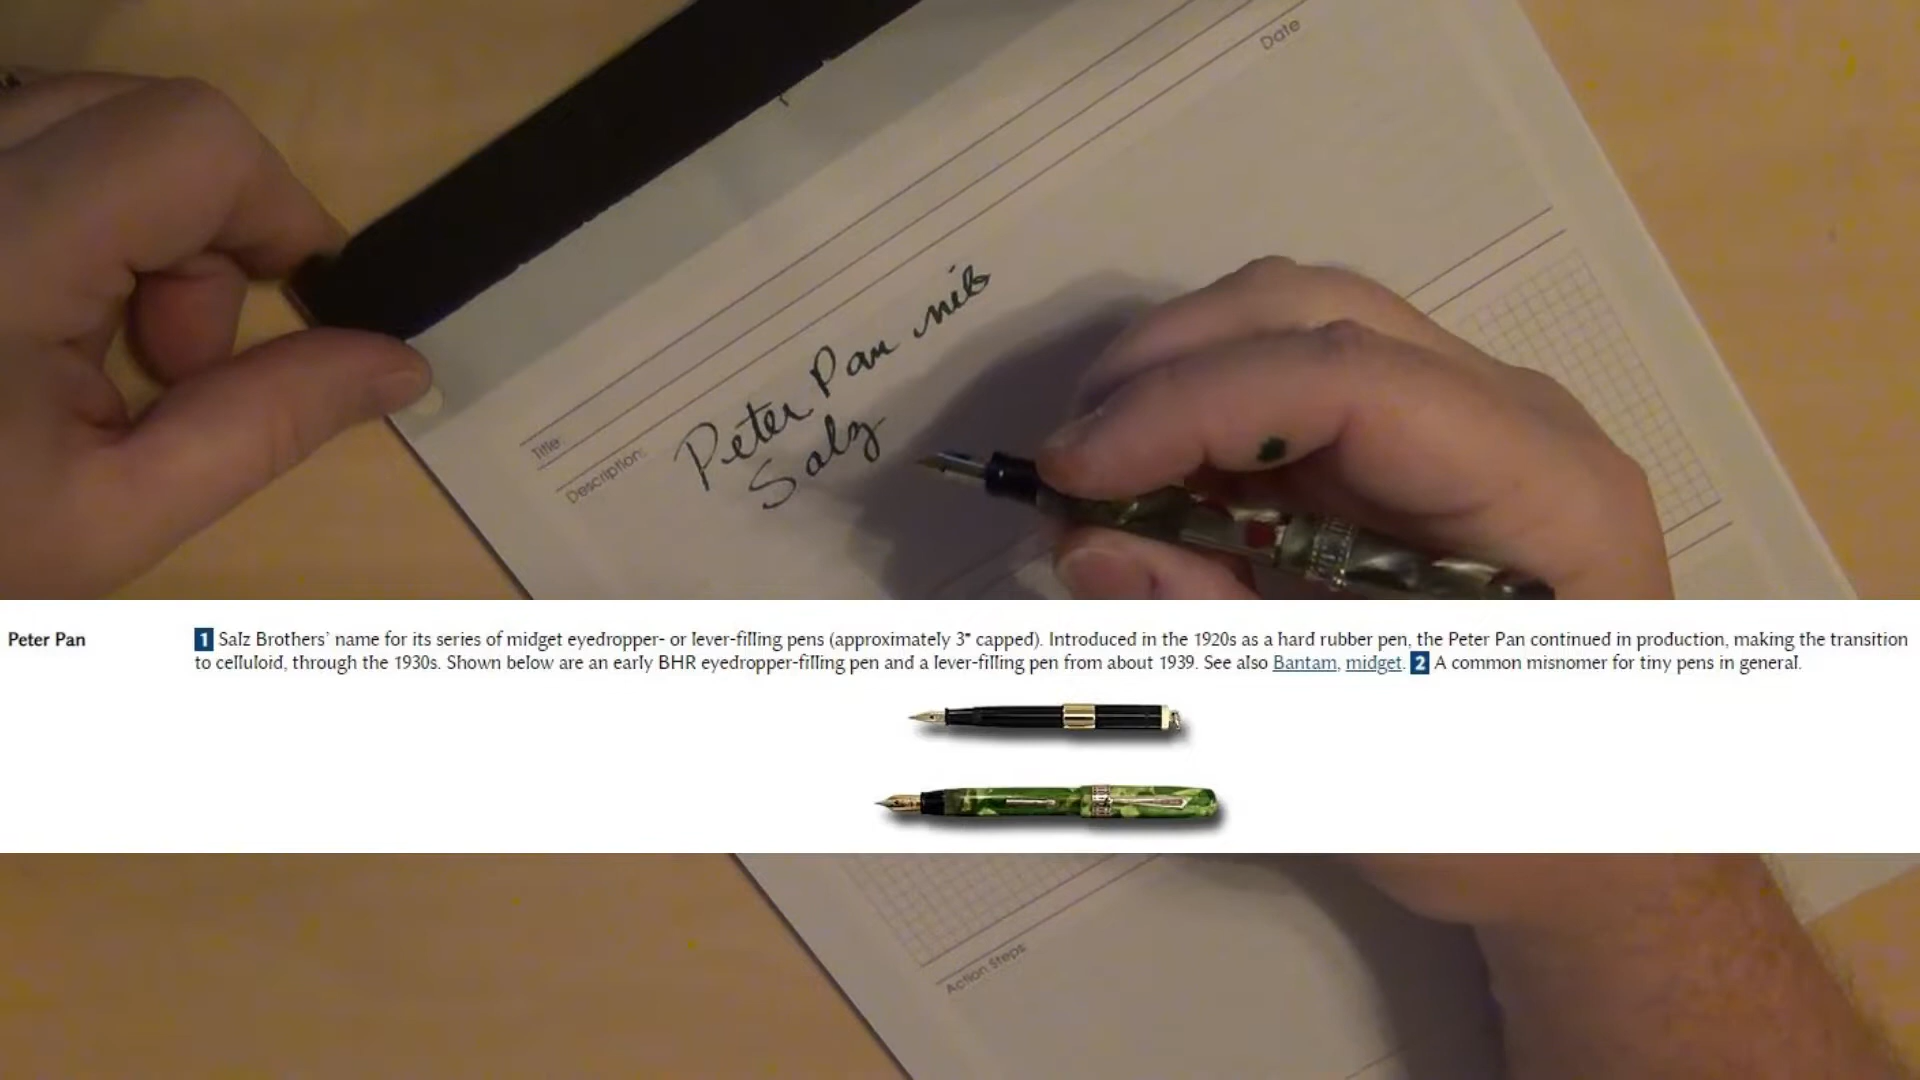 Date
Title:
Description:
Peter Pan nib
Salz
Peter Pan
1 Salz Brothers' name for its series of midget eyedropper- or lever-filling pens (approximately 3" capped). Introduced in the 1920s as a hard rubber pen, the Peter Pan continued in production, making the transition
to celluloid, through the 1930s. Shown below are an early BHR eyedropper-filling pen and a lever-filling pen from about 1939. See also Bantam, midget. 2 A common misnomer for tiny pens in general.
Action Steps